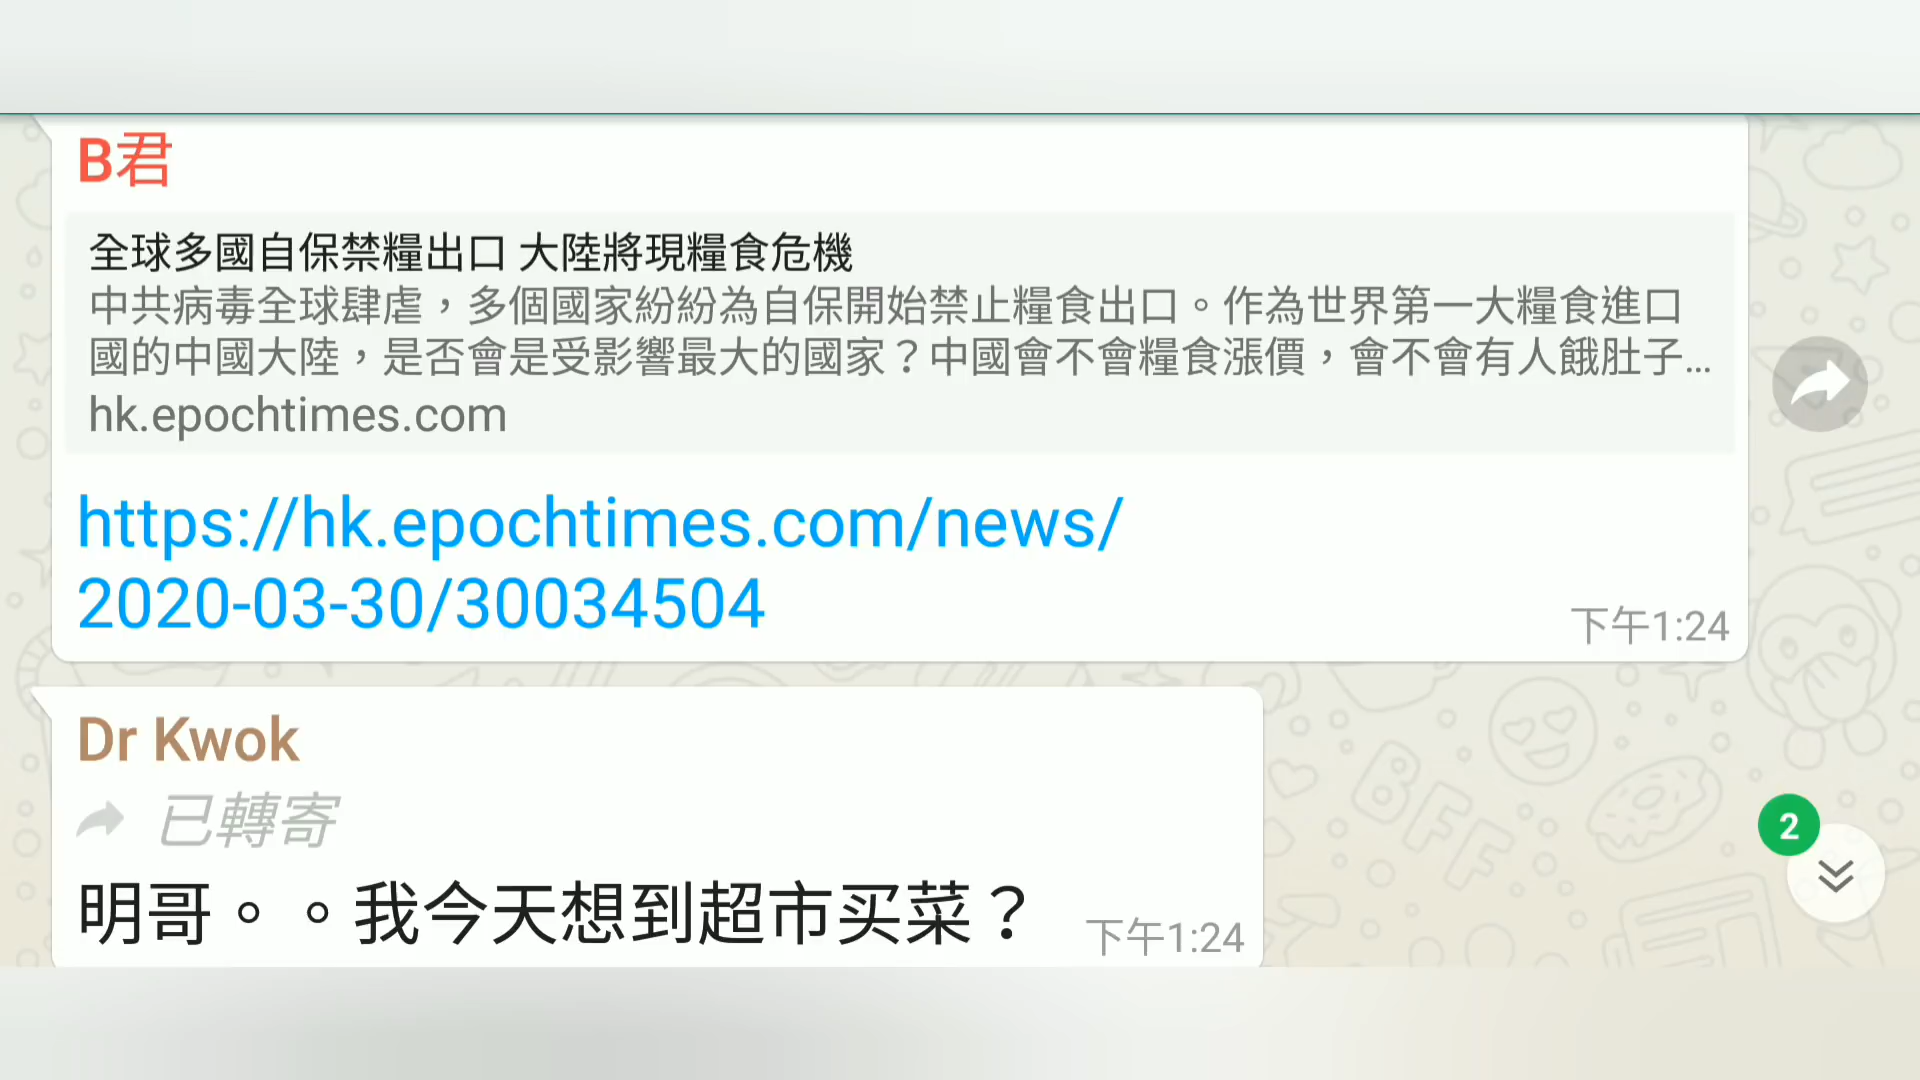 B君
全球多國自保禁糧出口 大陸將現糧食危機
中共病毒全球肆虐，多個國家紛紛為自保開始禁止糧食出口。作為世界第一大糧食進口
國的中國大陸，是否會是受影響最大的國家？中國會不會糧食漲價，會不會有人餓肚子...
hk.epochtimes.com
https://hk.epochtimes.com/news/
2020-03-30/30034504
下午1:24
Dr Kwok
已轉寄
明哥。。我今天想到超市买菜？
下午1:24
2